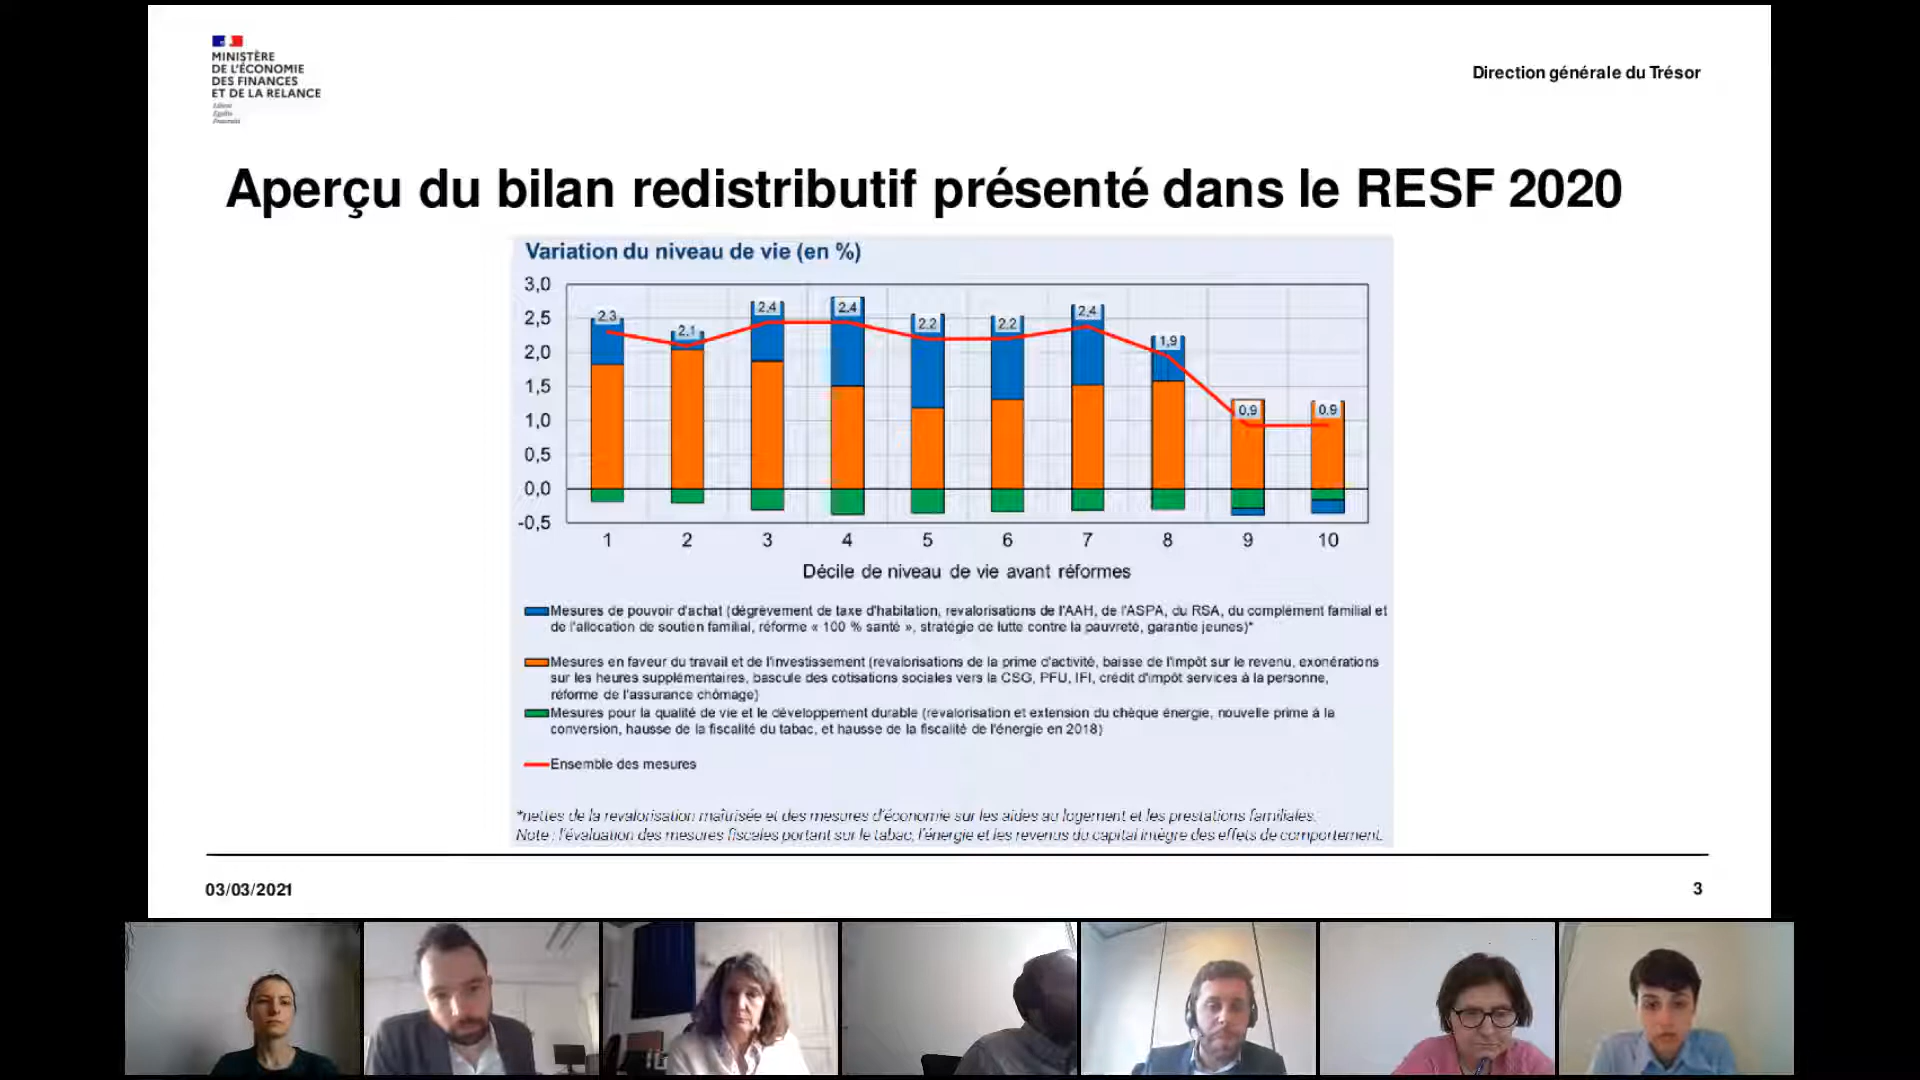 MINISTÈRE
DE L'ÉCONOMIE
DES FINANCES
ET DE LA RELANCE
Liberté
Égalité
Fraternité
Direction générale du Trésor
Aperçu du bilan redistributif présenté dans le RESF 2020
Variation du niveau de vie (en %)
3,0
2,5
2,0
1,5
1,0
0,5
0,0
-0,5
2.3
2.1
2.4
2.4
2.2
2.2
2.4
1,9
0,9
0.9
1 2 3 4 5 6 7 8 9 10
Décile de niveau de vie avant réformes
Mesures de pouvoir d'achat (dégrèvement de taxe d'habitation, revalorisations de l'AAH, de l'ASPA, du RSA, du complément familial et
de l'allocation de soutien familial, réforme « 100 % santé », stratégie de lutte contre la pauvreté, garantie jeunes)*
Mesures en faveur du travail et de l'investissement (revalorisations de la prime d'activité, baisse de l'impôt sur le revenu, exonérations
sur les heures supplémentaires, bascule des cotisations sociales vers la CSG, PFU, IFI, crédit d'impôt services à la personne,
réforme de l'assurance chômage)
Mesures pour la qualité de vie et le développement durable (revalorisation et extension du chèque énergie, nouvelle prime à la
conversion, hausse de la fiscalité du tabac, et hausse de la fiscalité de l'énergie en 2018)
Ensemble des mesures
*nettes de la revalorisation maîtrisée et des mesures d'économie sur les aides au logement et les prestations familiales.
Note : l'évaluation des mesures fiscales portant sur le tabac, l'énergie et les revenus du capital intègre des effets de comportement.
03/03/2021
3